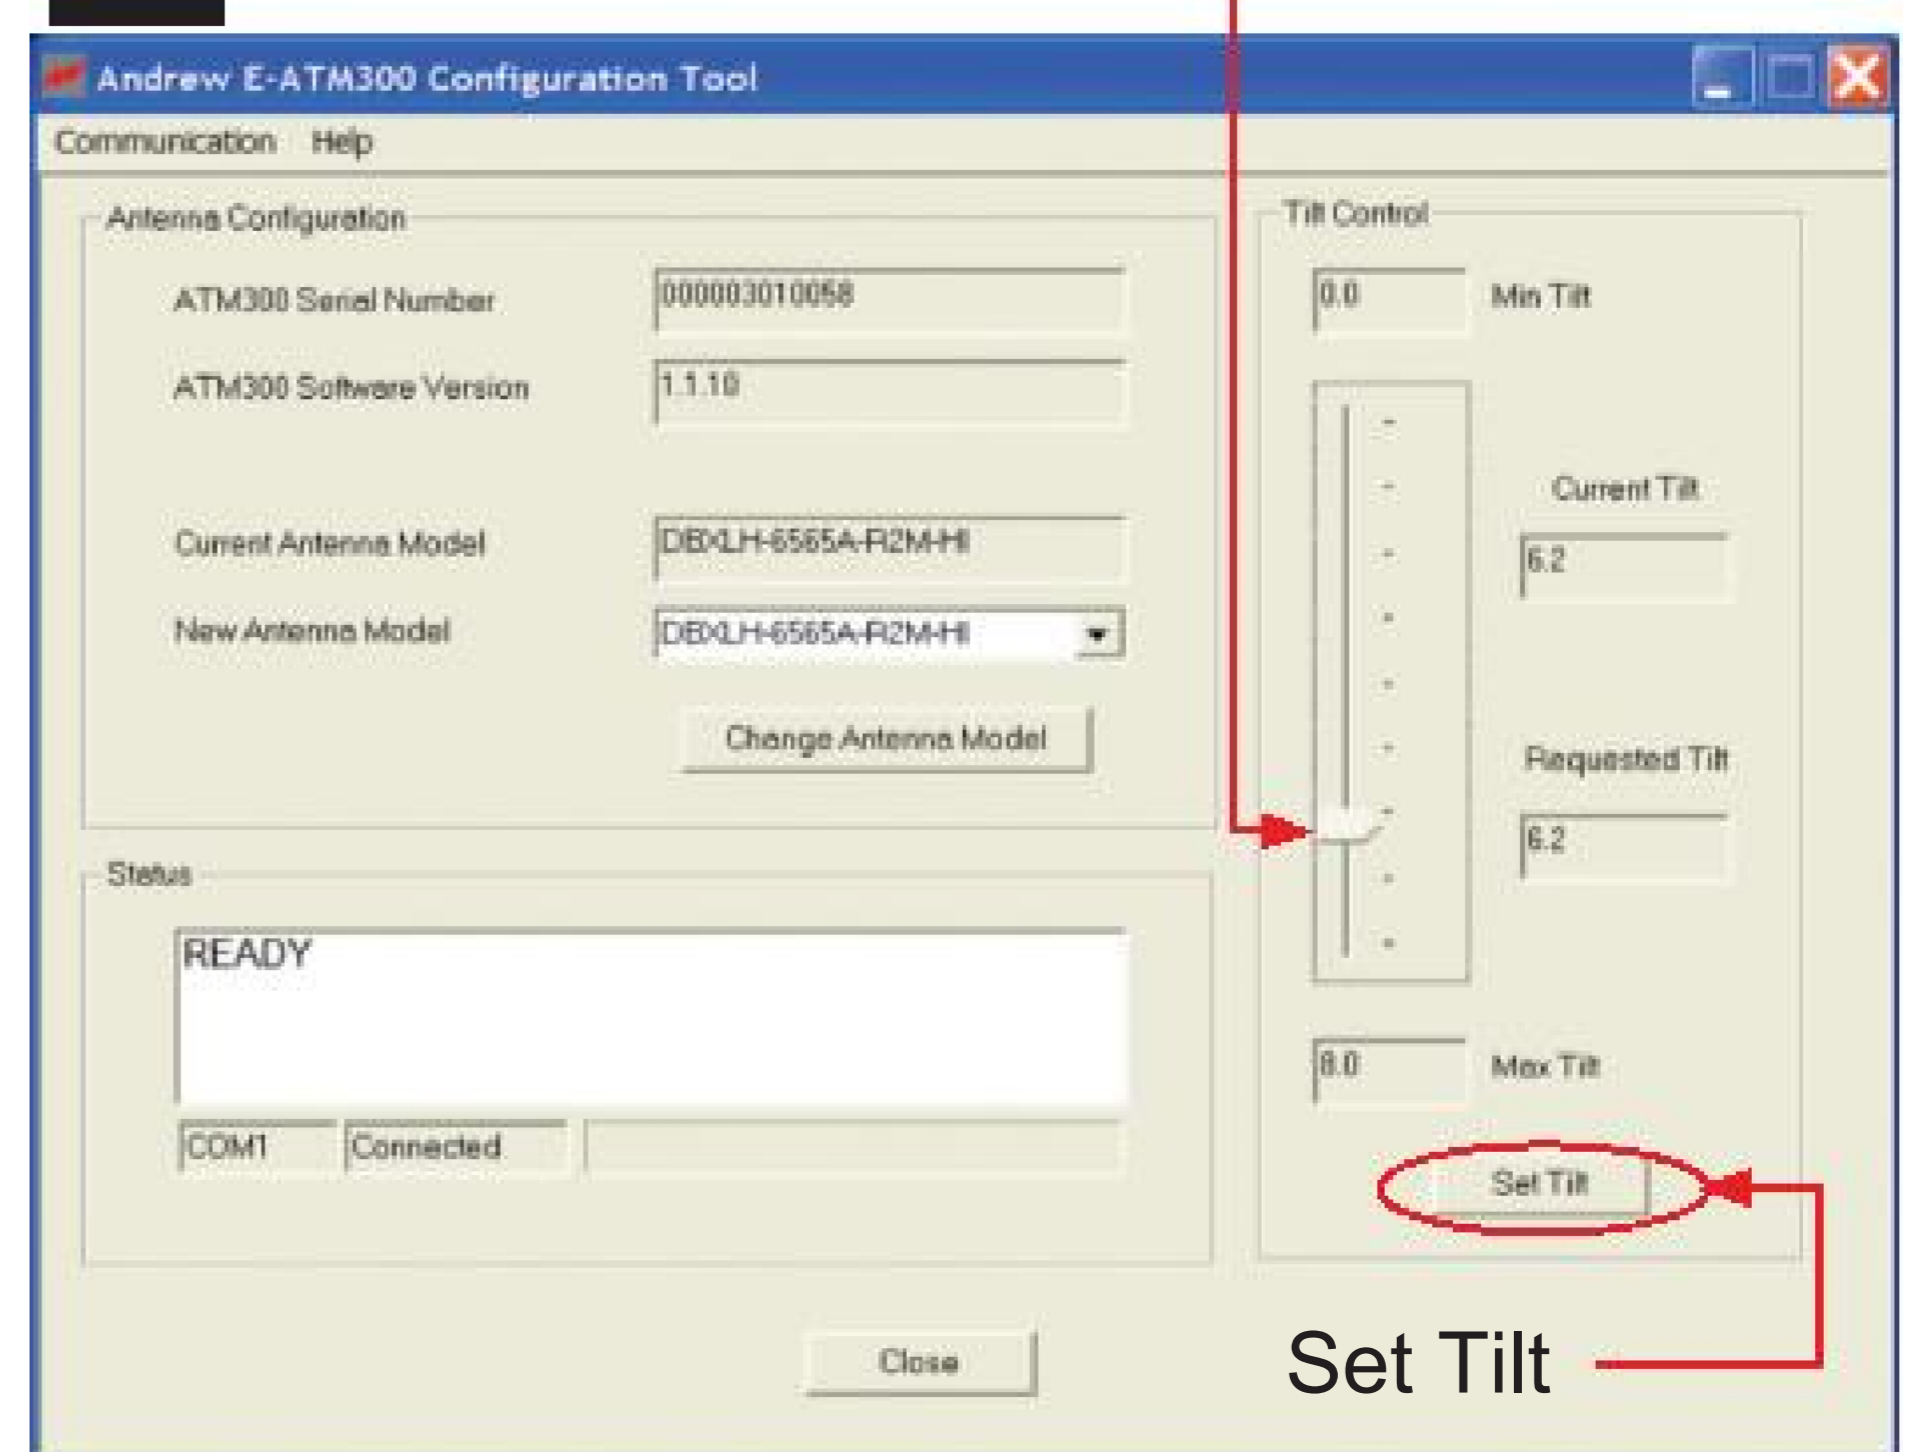 Andrew E-ATM300 Configuration Tool
Communication Help
Antenna Configuration
ATM300 Serial Number 000003010058
ATM300 Software Version 1.1.10
Current Antenna Model DBXLH-6565A-R2M-HI
New Antenna Model DBXLH-6565A-R2M-HI
Change Antenna Model
Status
READY
COM1 Connected
Tilt Control
0.0 Min Tilt
Current Tilt
6.2
Requested Tilt
6.2
8.0 Max Tilt
Set Tilt
Close
Set Tilt